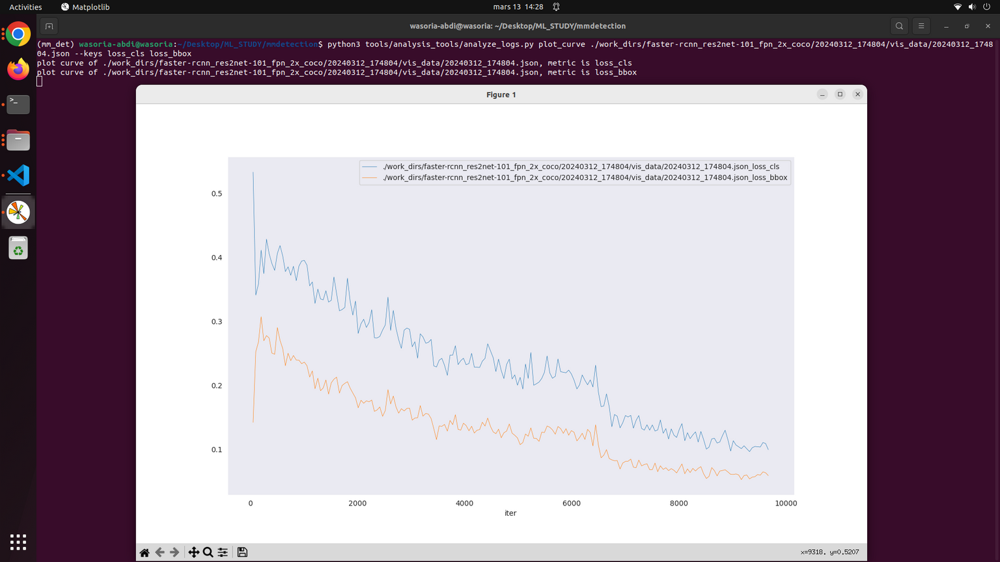 Activities
Matplotlib
mars 13 14:28
wasoria-abdi@wasoria: ~/Desktop/ML_STUDY/mmdetection
(mm_det) wasoria-abdi@wasoria:~/Desktop/ML_STUDY/mmdetection$ python3 tools/analysis_tools/analyze_logs.py plot_curve ./work_dirs/faster-rcnn_res2net-101_fpn_2x_coco/20240312_174804/vis_data/20240312_1748
04.json --keys loss_cls loss_bbox
plot curve of ./work_dirs/faster-rcnn_res2net-101_fpn_2x_coco/20240312_174804/vis_data/20240312_174804.json, metric is loss_cls
plot curve of ./work_dirs/faster-rcnn_res2net-101_fpn_2x_coco/20240312_174804/vis_data/20240312_174804.json, metric is loss_bbox
Figure 1
./work_dirs/faster-rcnn_res2net-101_fpn_2x_coco/20240312_174804/vis_data/20240312_174804.json_loss_cls
./work_dirs/faster-rcnn_res2net-101_fpn_2x_coco/20240312_174804/vis_data/20240312_174804.json_loss_bbox
0.5
0.4
0.3
0.2
0.1
0 2000 4000 6000 8000 10000
iter
x=9318. y=0.5207